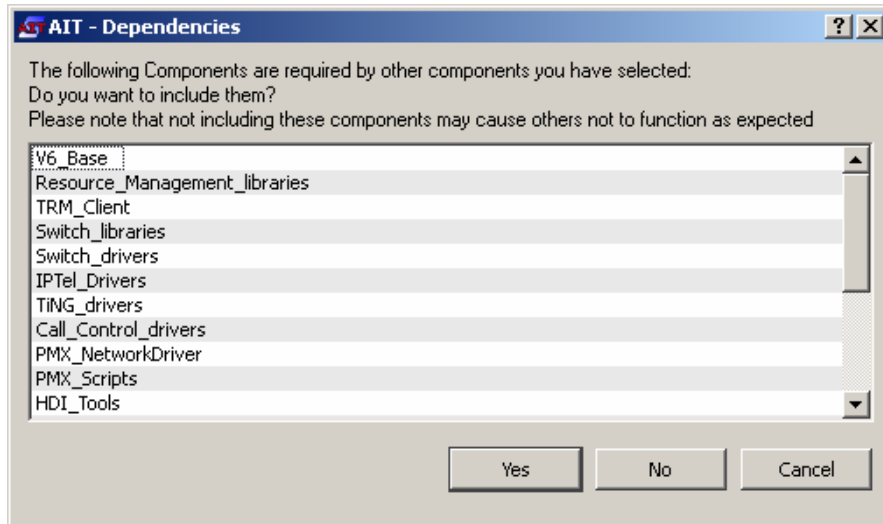 AIT - Dependencies
The following Components are required by other components you have selected:
Do you want to include them?
Please note that not including these components may cause others not to function as expected
V6_Base
Resource_Management_libraries
TRM_Client
Switch_libraries
Switch_drivers
IPTel_Drivers
TiNG_drivers
Call_Control_drivers
PMX_NetworkDriver
PMX_Scripts
HDI_Tools
Yes No Cancel